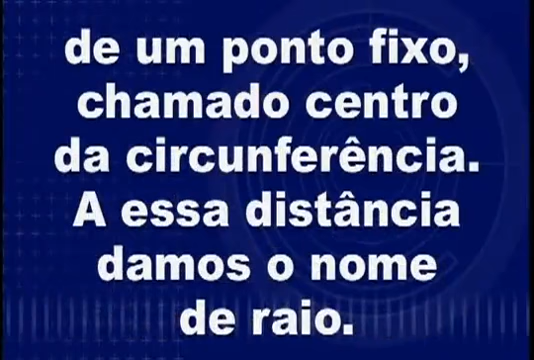 de um ponto fixo,
chamado centro
da circunferência.
A essa distância
damos o nome
de raio.